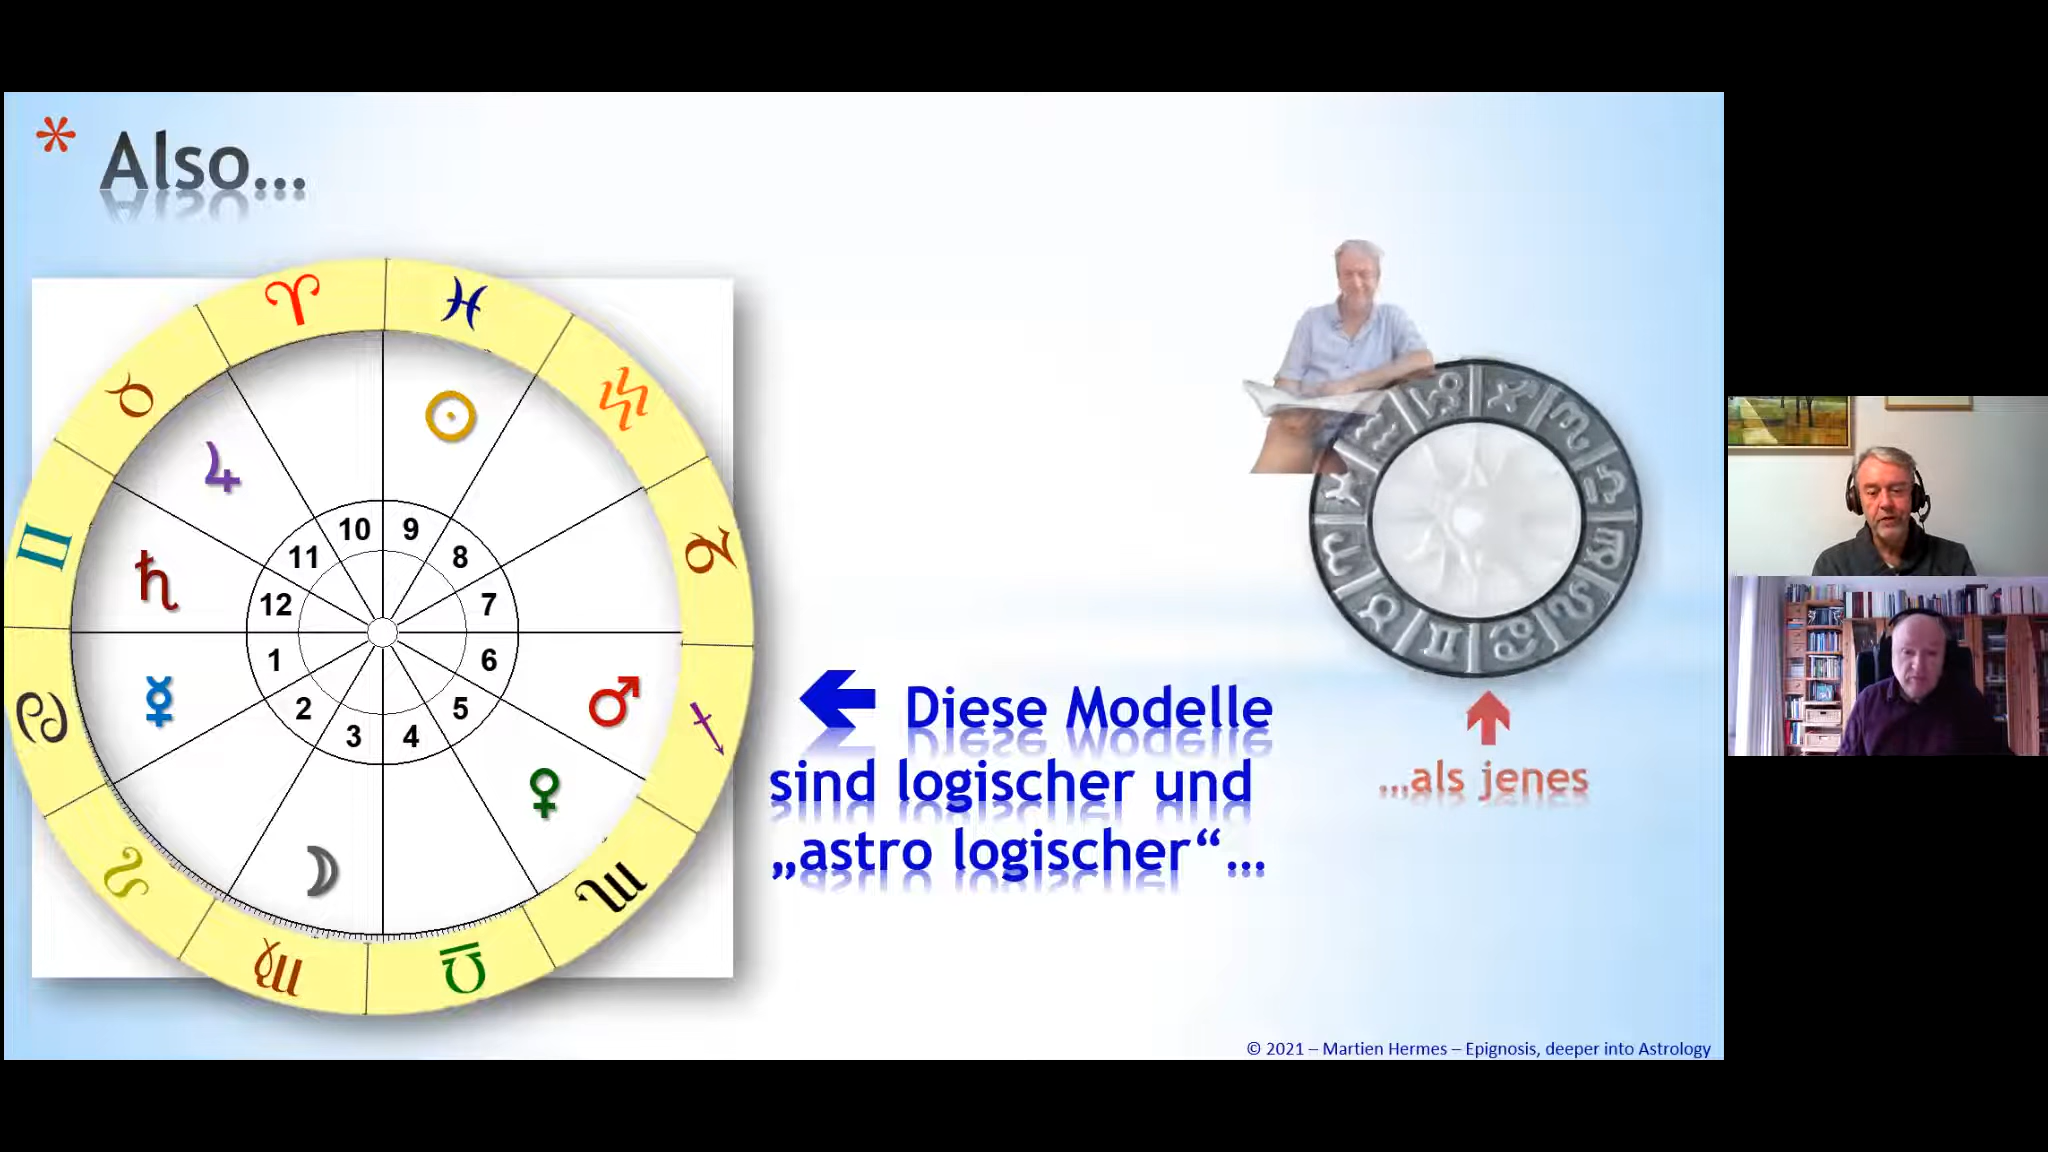 * Also...
10 9
11 8
12 7
1 6
2 5
3 4
Diese Modelle
sind logischer und
„astro logischer“...
...als jenes
© 2021 – Martien Hermes – Epignosis, deeper into Astrology